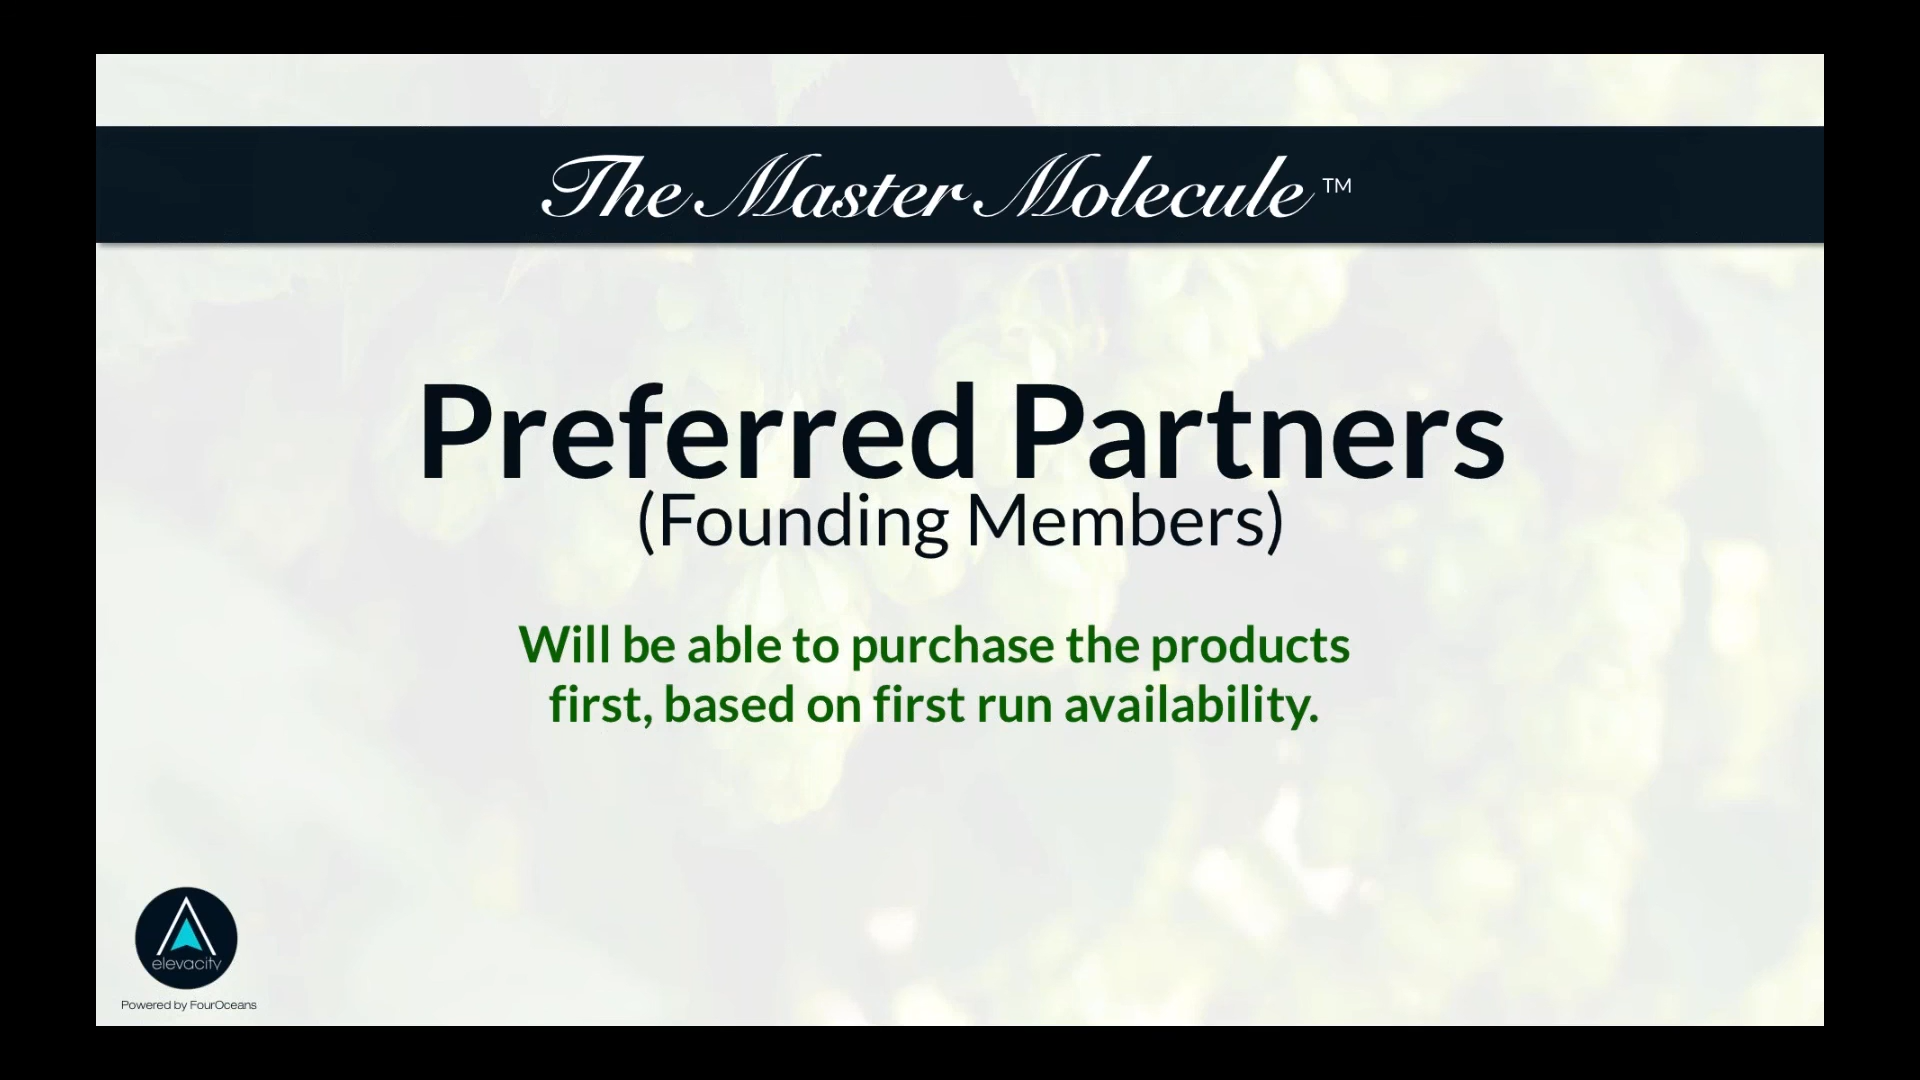 The Master Molecule™
Preferred Partners
(Founding Members)
Will be able to purchase the products
first, based on first run availability.
elevacity
Powered by FourOceans